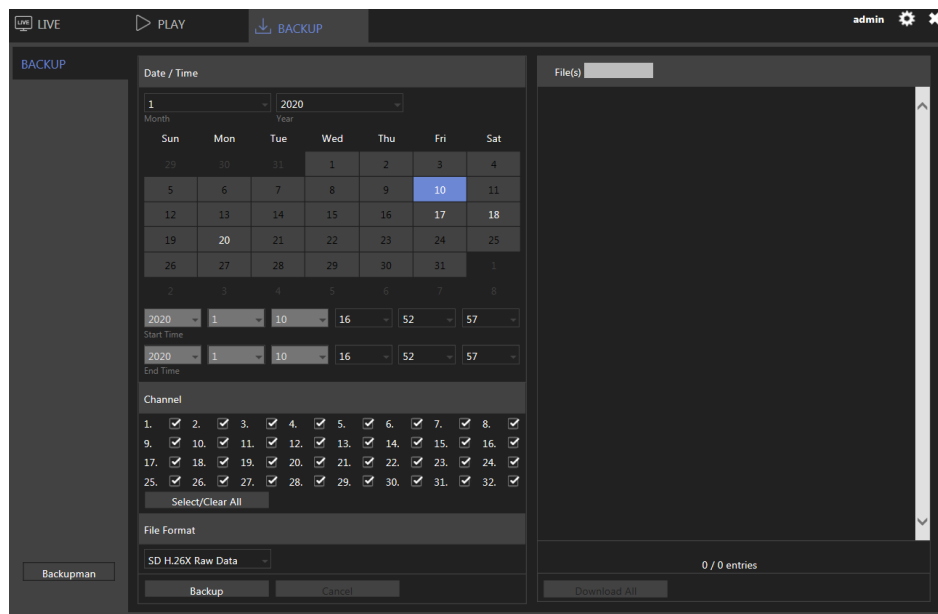 LIVE LIVE PLAY BACKUP admin
BACKUP
Date / Time
File(s)
1 2020
Month Year
Sun Mon Tue Wed Thu Fri Sat
29 30 31 1 2 3 4
5 6 7 8 9 10 11
12 13 14 15 16 17 18
19 20 21 22 23 24 25
26 27 28 29 30 31 1
2 3 4 5 6 7 8
2020 1 10 16 52 57
Start Time
2020 1 10 16 52 57
End Time
Channel
1. 2. 3. 4. 5. 6. 7. 8.
9. 10. 11. 12. 13. 14. 15. 16.
17. 18. 19. 20. 21. 22. 23. 24.
25. 26. 27. 28. 29. 30. 31. 32.
Select/Clear All
File Format
SD H.26X Raw Data
0 / 0 entries
Backupman
Backup Cancel Download All